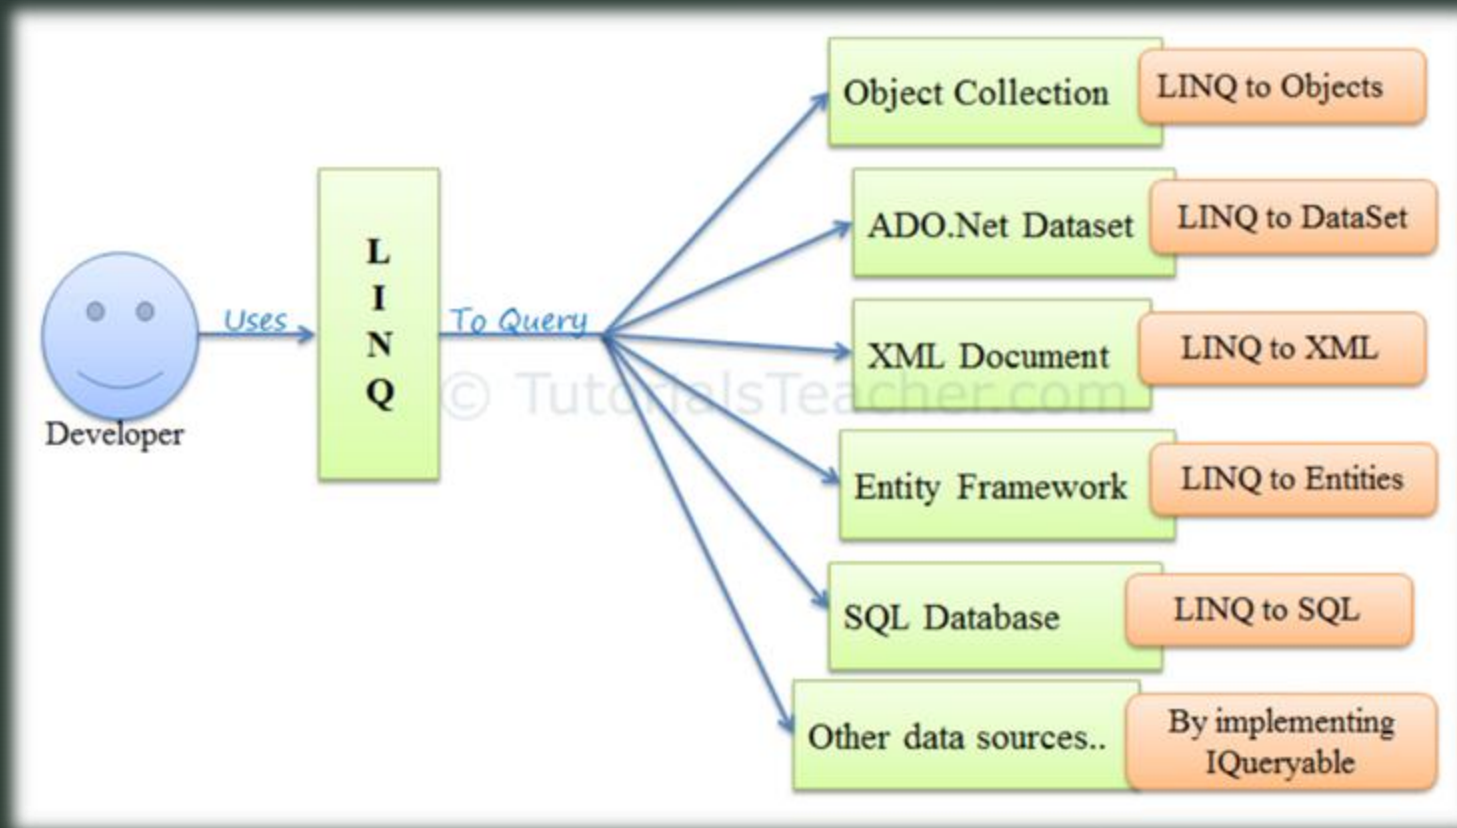 Object Collection
LINQ to Objects
ADO.Net Dataset
LINQ to DataSet
L
I
N
Q
Uses
To Query
XML Document
LINQ to XML
© TutorialsTeacher.com
Developer
Entity Framework
LINQ to Entities
SQL Database
LINQ to SQL
Other data sources..
By implementing
IQueryable